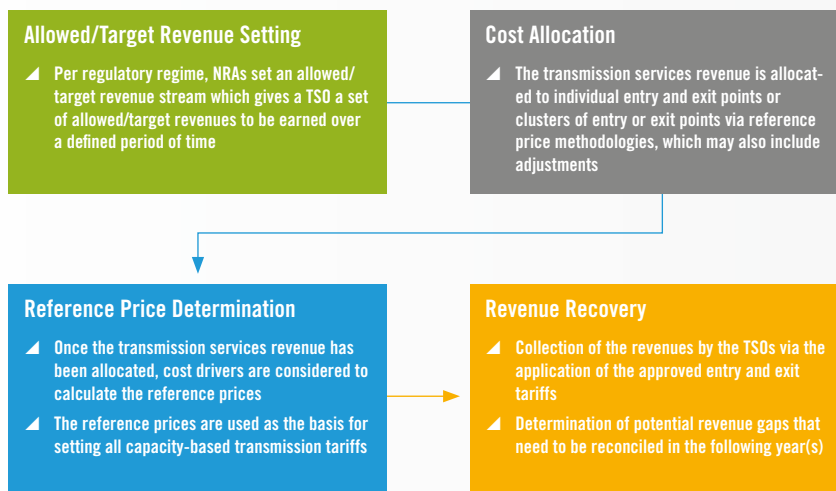 Allowed/Target Revenue Setting
Per regulatory regime, NRAs set an allowed/
target revenue stream which gives a TSO a set
of allowed/target revenues to be earned over
a defined period of time
Cost Allocation
The transmission services revenue is allocat-
ed to individual entry and exit points or
clusters of entry or exit points via reference
price methodologies, which may also include
adjustments
Reference Price Determination
Once the transmission services revenue has
been allocated, cost drivers are considered to
calculate the reference prices
The reference prices are used as the basis for
setting all capacity-based transmission tariffs
Revenue Recovery
Collection of the revenues by the TSOs via the
application of the approved entry and exit
tariffs
Determination of potential revenue gaps that
need to be reconciled in the following year(s)